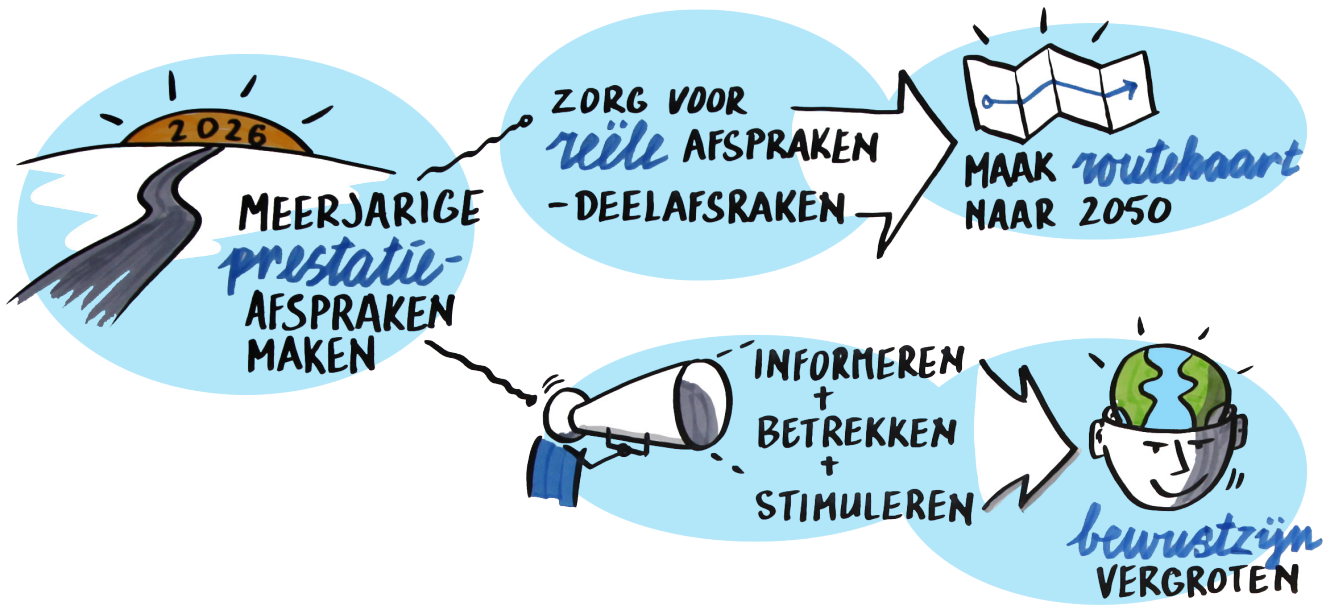 2026
MEERJARIGE
prestatie-
AFSPRAKEN
MAKEN
ZORG VOOR
reële AFSPRAKEN
- DEELAFSRAKEN
MAAK routekaart
NAAR 2050
INFORMEREN
+
BETREKKEN
+
STIMULEREN
bewustzijn
VERGROTEN